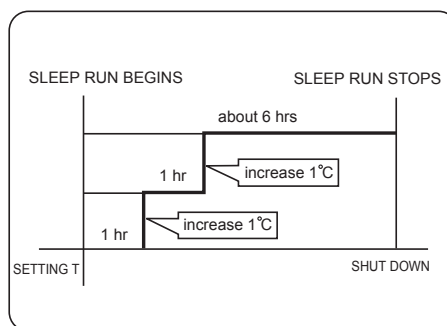 SLEEP RUN BEGINS
SLEEP RUN STOPS
about 6 hrs
1 hr
increase 1°C
increase 1°C
1 hr
SETTING T
SHUT DOWN